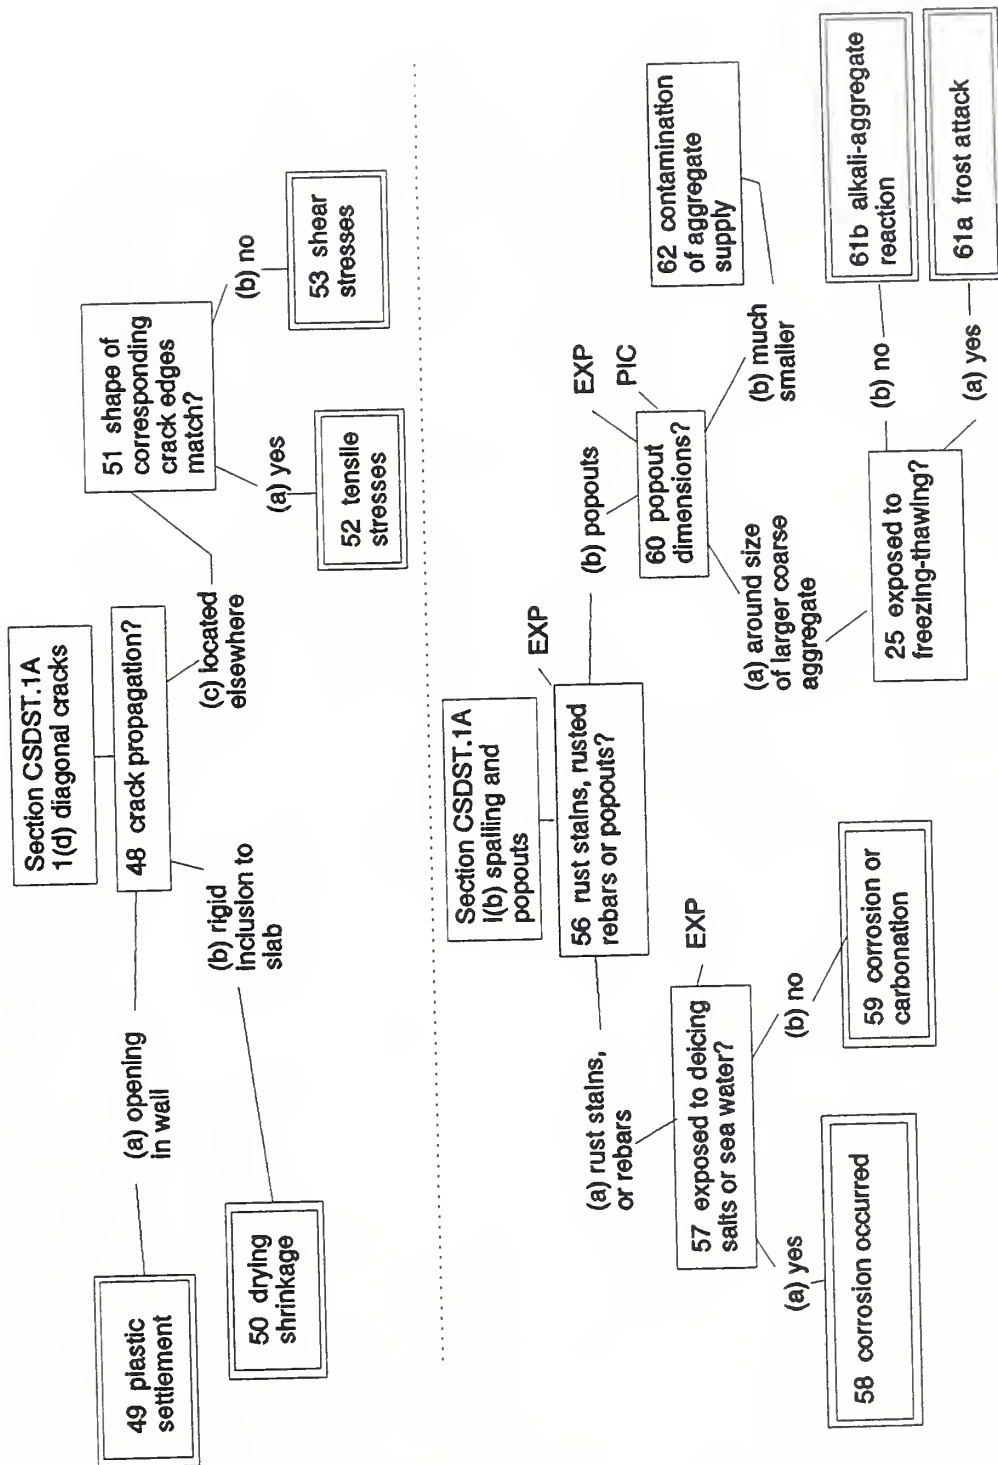 Section CSDST.1A
1(d) diagonal cracks
48 crack propagation?
(a) opening
in wall
(b) rigid
inclusion to
slab
(c) located
elsewhere
49 plastic
settlement
50 drying
shrinkage
51 shape of
corresponding
crack edges
match?
(a) yes
(b) no
52 tensile
stresses
53 shear
stresses
Section CSDST.1A
I(b) spalling and
popouts
EXP
56 rust stains, rusted
rebars or popouts?
(a) rust stains,
or rebars
(b) popouts
EXP
PIC
57 exposed to deicing
salts or sea water?
EXP
60 popout
dimensions?
(a) yes
(b) no
(a) around size
of larger coarse
aggregate
(b) much
smaller
62 contamination
of aggregate
supply
58 corrosion occurred
59 corrosion or
carbonation
25 exposed to
freezing-thawing?
(b) no
(a) yes
61b alkali-aggregate
reaction
61a frost attack